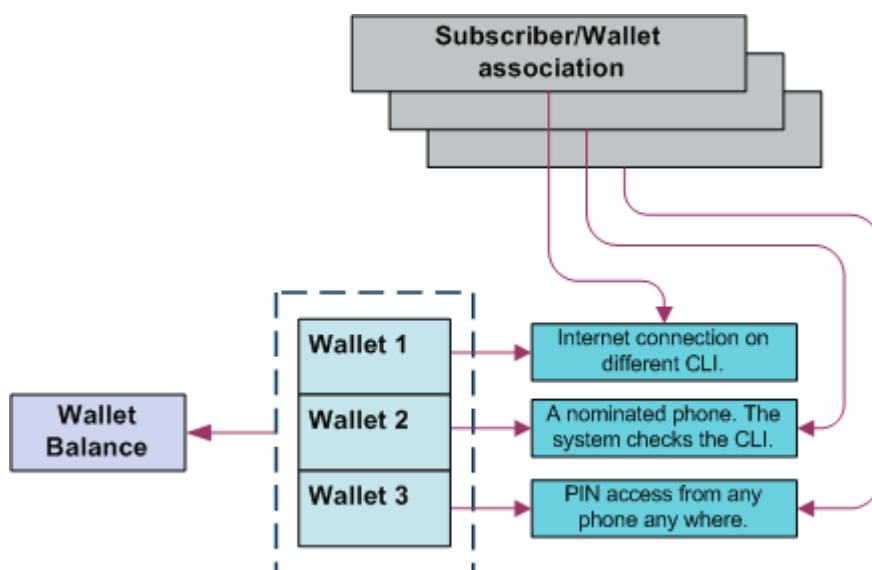 Subscriber/Wallet
association
Wallet 1
Internet connection on
different CLI.
Wallet
Balance
Wallet 2
A nominated phone. The
system checks the CLI.
Wallet 3
PIN access from any
phone any where.